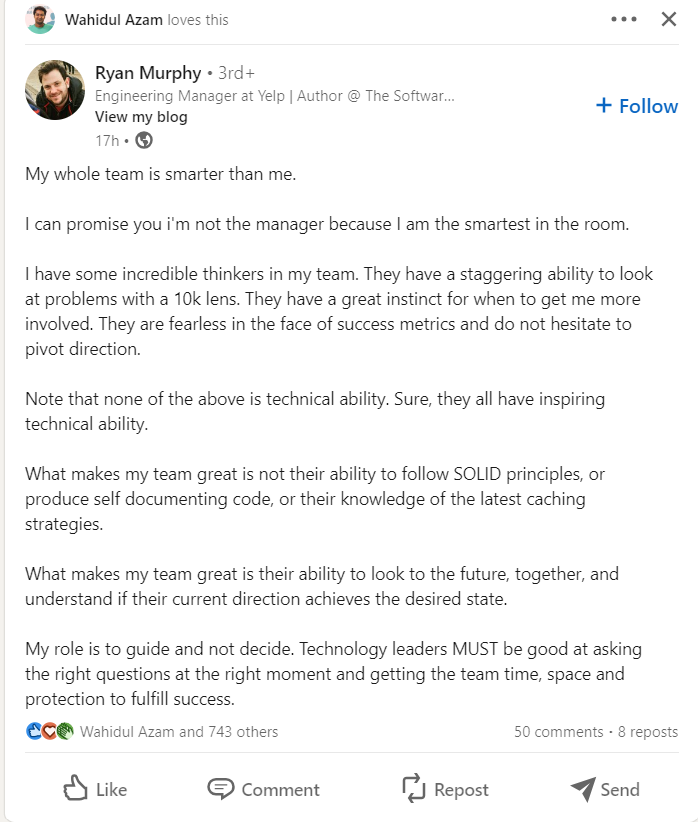 Wahidul Azam loves this
Ryan Murphy • 3rd+
Engineering Manager at Yelp | Author @ The Softwar...
View my blog
17h •
+ Follow
My whole team is smarter than me.
I can promise you i'm not the manager because I am the smartest in the room.
I have some incredible thinkers in my team. They have a staggering ability to look
at problems with a 10k lens. They have a great instinct for when to get me more
involved. They are fearless in the face of success metrics and do not hesitate to
pivot direction.
Note that none of the above is technical ability. Sure, they all have inspiring
technical ability.
What makes my team great is not their ability to follow SOLID principles, or
produce self documenting code, or their knowledge of the latest caching
strategies.
What makes my team great is their ability to look to the future, together, and
understand if their current direction achieves the desired state.
My role is to guide and not decide. Technology leaders MUST be good at asking
the right questions at the right moment and getting the team time, space and
protection to fulfill success.
Wahidul Azam and 743 others
50 comments • 8 reposts
Like
Comment
Repost
Send